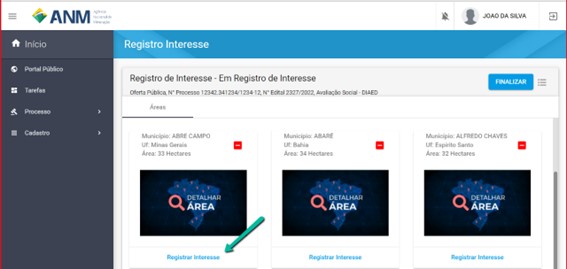 ANM
Agência
Nacional de
Mineração
JOAO DA SILVA
Início
Registro Interesse
Portal Público
Tarefas
Processo
Cadastro
Registro de Interesse - Em Registro de Interesse
Oferta Pública, N° Processo 12342.341234/1234-12, N° Edital 2327/2022, Avaliação Social - DIAED
FINALIZAR
Áreas
Município: ABRE CAMPO
UF: Minas Gerais
Área: 33 Hectares
DETALHAR
ÁREA
Registrar Interesse
Município: ABARÉ
UF: Bahia
Área: 34 Hectares
DETALHAR
ÁREA
Registrar Interesse
Município: ALFREDO CHAVES
UF: Espírito Santo
Área: 32 Hectares
DETALHAR
ÁREA
Registrar Interesse